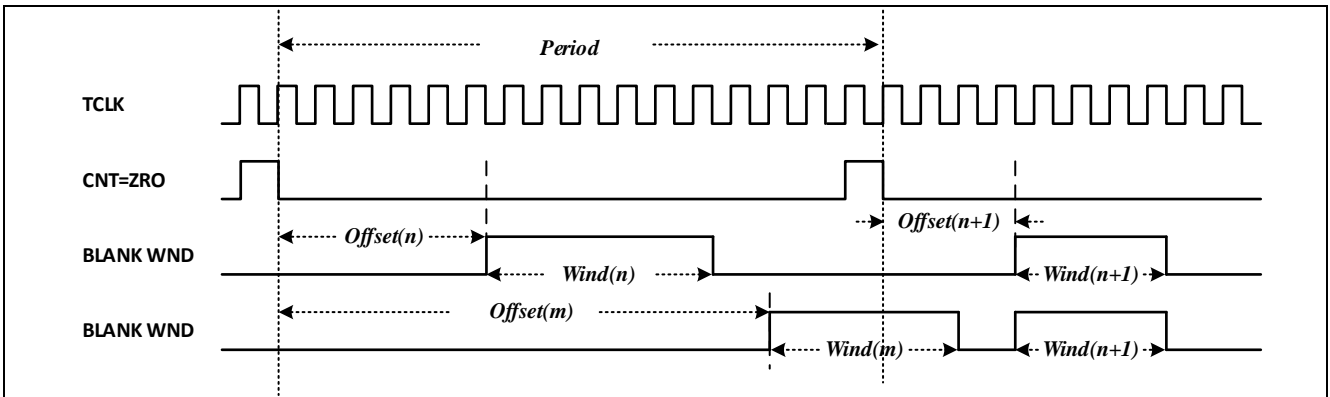 Period
TCLK
CNT=ZRO
Offset(n+1)
Offset(n)
BLANK WND
Wind(n)
Wind(n+1)
Offset(m)
BLANK WND
Wind(m)
Wind(n+1)